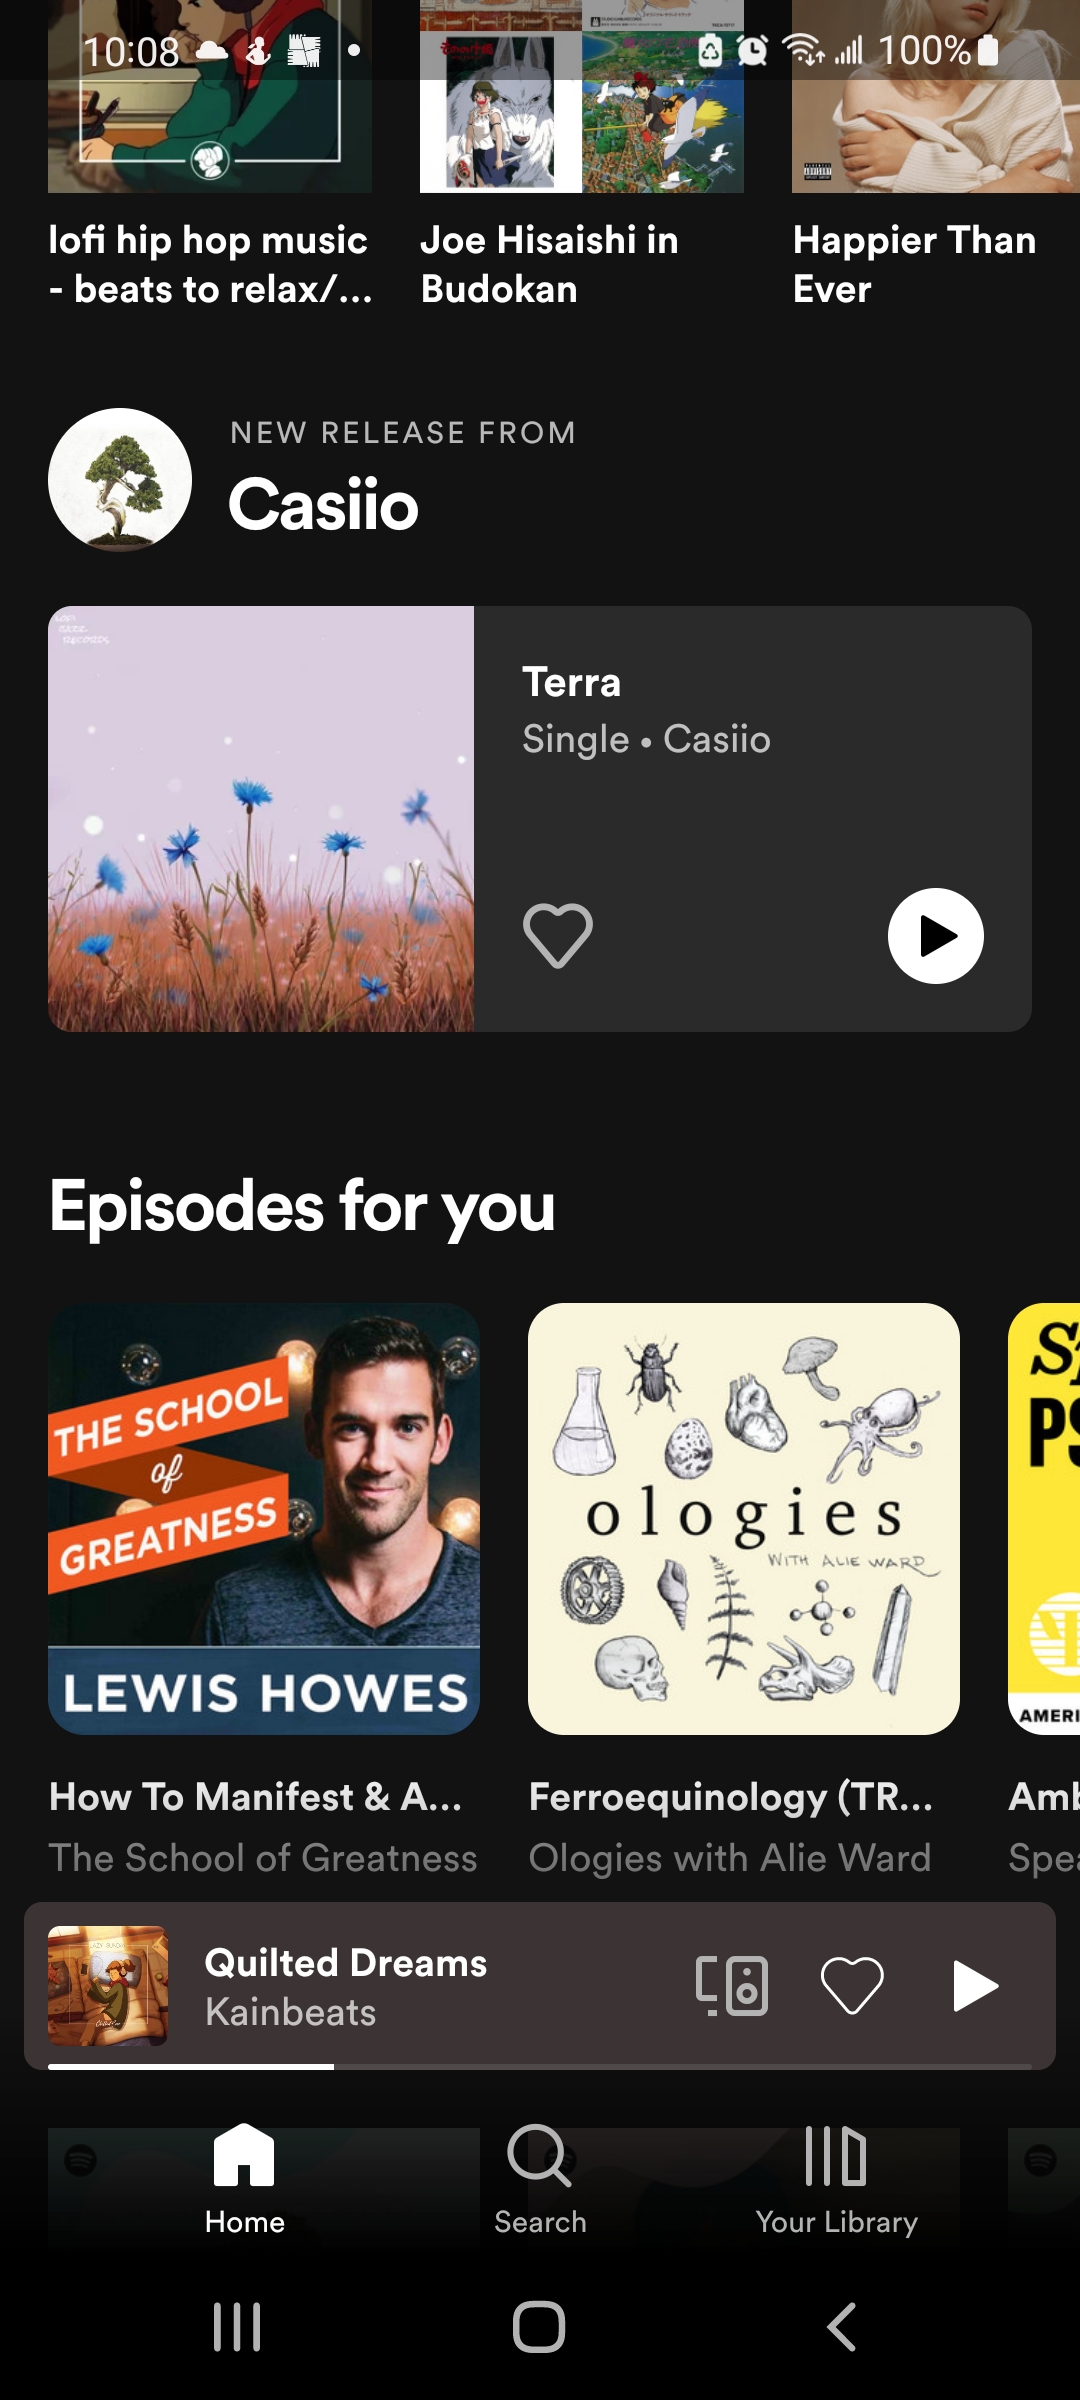 10:08
100%
lofi hip hop music
- beats to relax/...
Joe Hisaishi in
Budokan
Happier Than
Ever
NEW RELEASE FROM
Casiio
Terra
Single • Casiio
Episodes for you
THE SCHOOL
of
GREATNESS
LEWIS HOWES
ologies
WITH ALIE WARD
PS
AMERI
How To Manifest & A...
The School of Greatness
Ferroequinology (TR...
Ologies with Alie Ward
Amb
Spea
Quilted Dreams
Kainbeats
Home
Search
Your Library